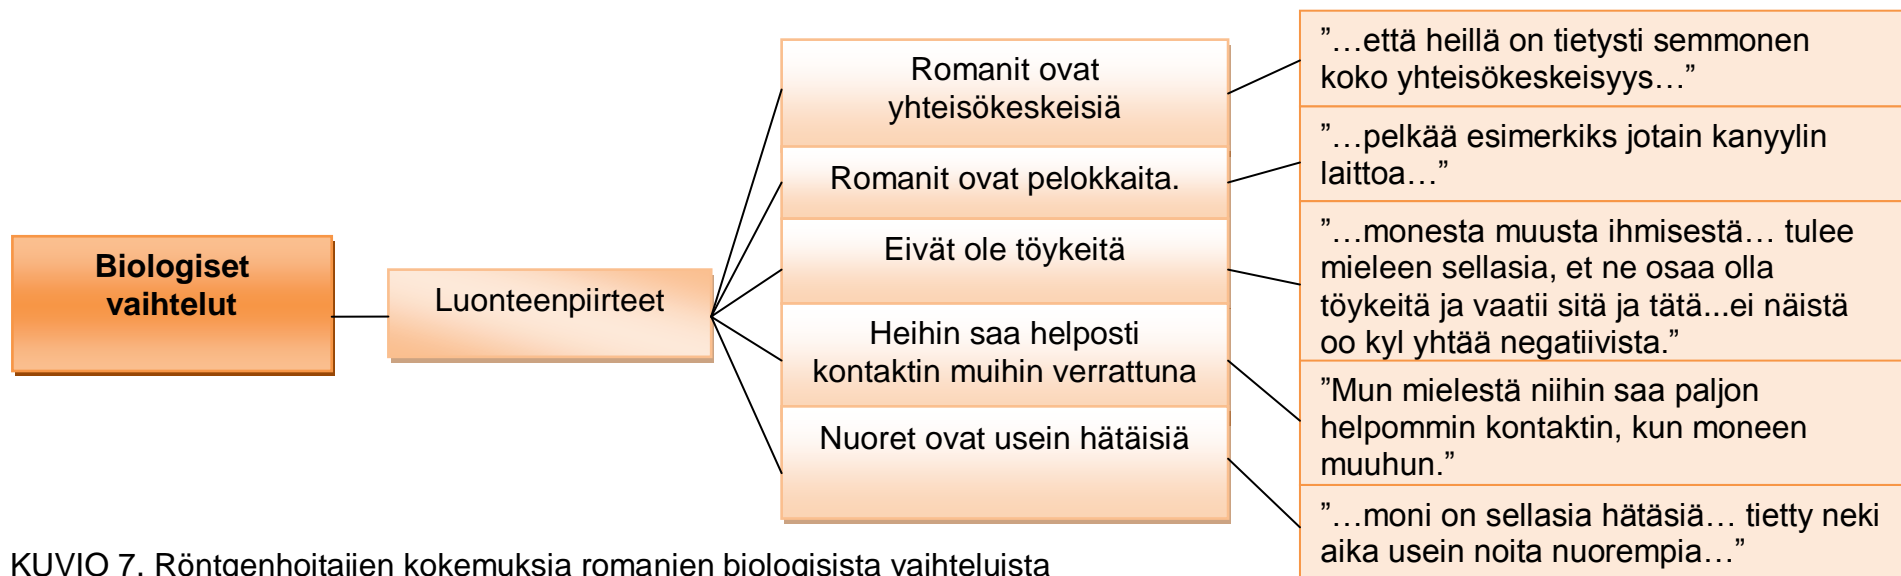 Biologiset
vaihtelut
Luonteenpiirteet
Romanit ovat
yhteisökeskeisiä
Romanit ovat pelokkaita.
Eivät ole töykeitä
Heihin saa helposti
kontaktin muihin verrattuna
Nuoret ovat usein hätäisiä
”…että heillä on tietysti semmonen
koko yhteisökeskeisyys…”
”…pelkää esimerkiks jotain kanyylin
laittoa…”
”…monesta muusta ihmisestä… tulee
mieleen sellasia, et ne osaa olla
töykeitä ja vaatii sitä ja tätä...ei näistä
oo kyl yhtään negatiivista.”
”Mun mielestä niihin saa paljon
helpommin kontaktin, kun moneen
muuhun.”
”…moni on sellasia hätäsiä… tietty neki
aika usein noita nuorempia…”
KUVIO 7. Röntgenhoitajien kokemuksia romanien biologisista vaihteluista